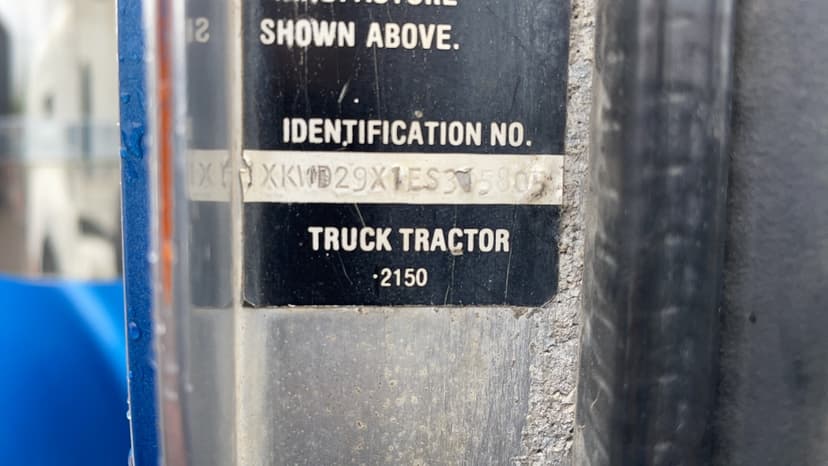 SHOWN ABOVE.
IDENTIFICATION NO.
TRUCK TRACTOR
·2150